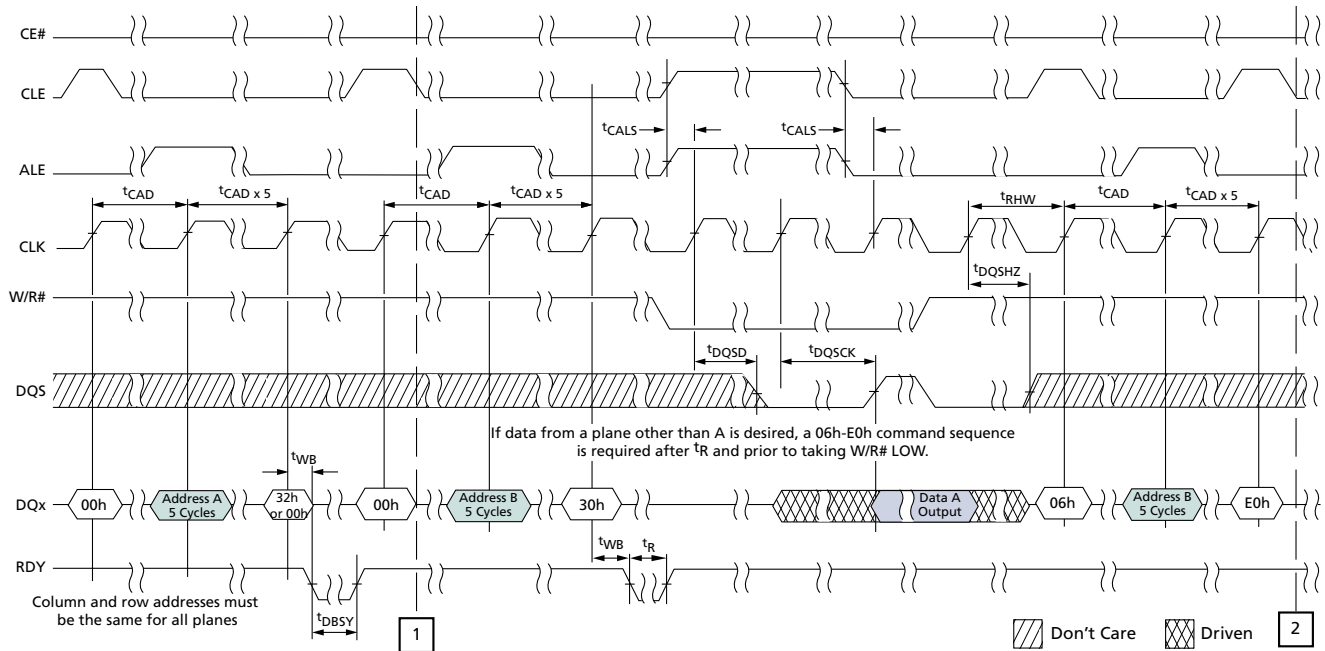 CE#
CLE
tCALS
tCALS
ALE
tCAD
tCAD x 5
tCAD
tCAD x 5
tRHW
tCAD
tCAD x 5
CLK
tDQSHZ
W/R#
tDQSD
tDQSCK
DQS
If data from a plane other than A is desired, a 06h-E0h command sequence
is required after tR and prior to taking W/R# LOW.
tWB
DQx
00h
Address A
5 Cycles
32h
or 00h
00h
Address B
5 Cycles
30h
Data A
Output
06h
Address B
5 Cycles
E0h
tWB
tR
RDY
Column and row addresses must
be the same for all planes
tDBSY
1
Don't Care
Driven
2